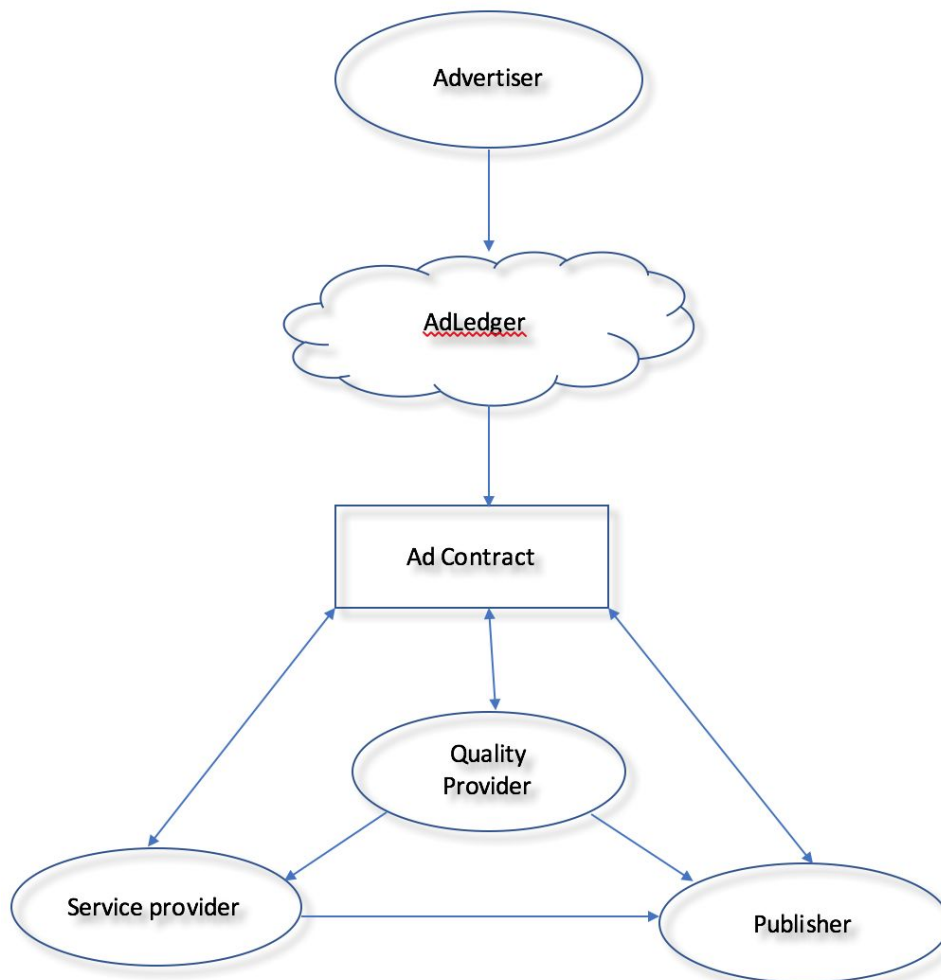 Advertiser
AdLedger
Ad Contract
Quality
Provider
Service provider
Publisher